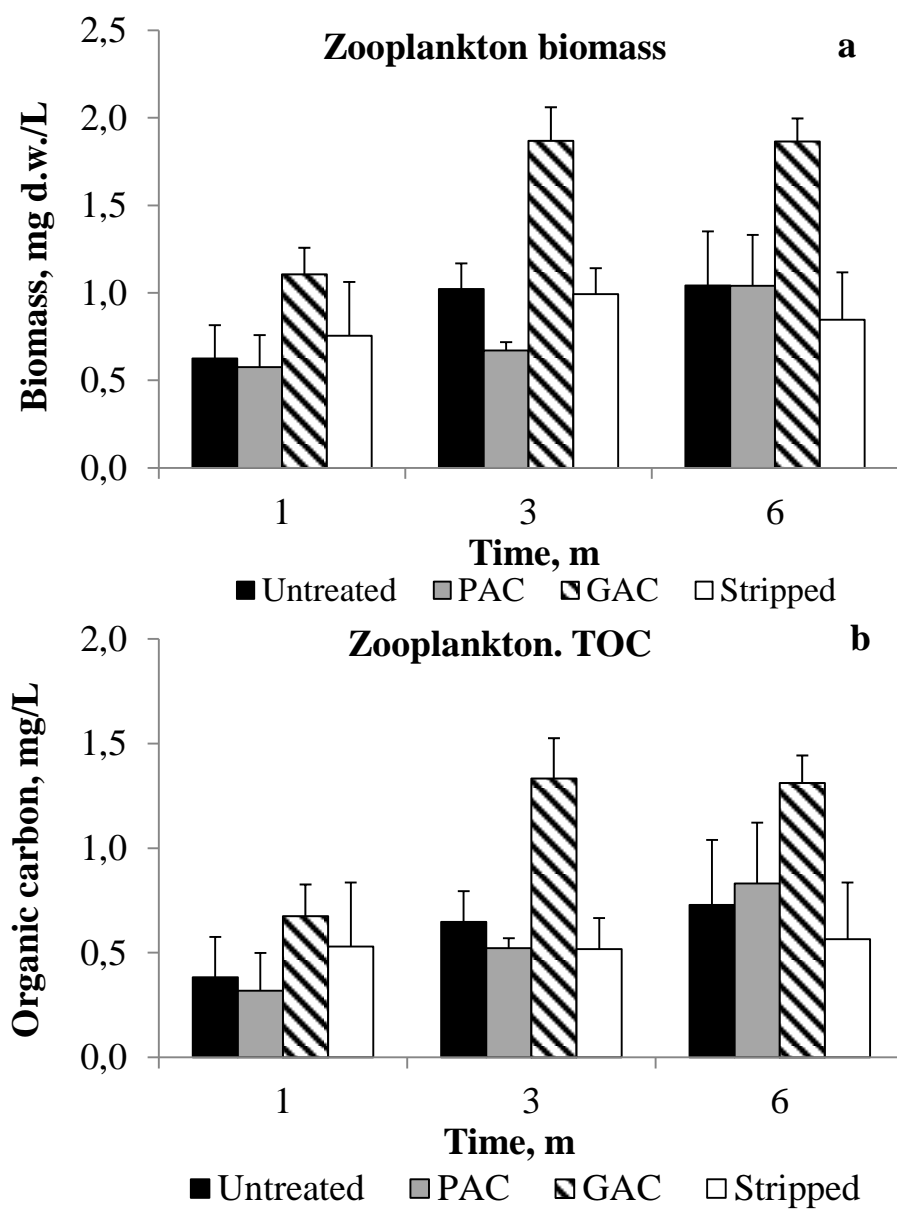 Zooplankton biomass
a
2,5
2,0
1,5
1,0
0,5
0,0
Biomass, mg d.w./L
1 3 6
Time, m
Untreated PAC GAC Stripped
Zooplankton. TOC
b
2,0
1,5
1,0
0,5
0,0
Organic carbon, mg/L
1 3 6
Time, m
Untreated PAC GAC Stripped